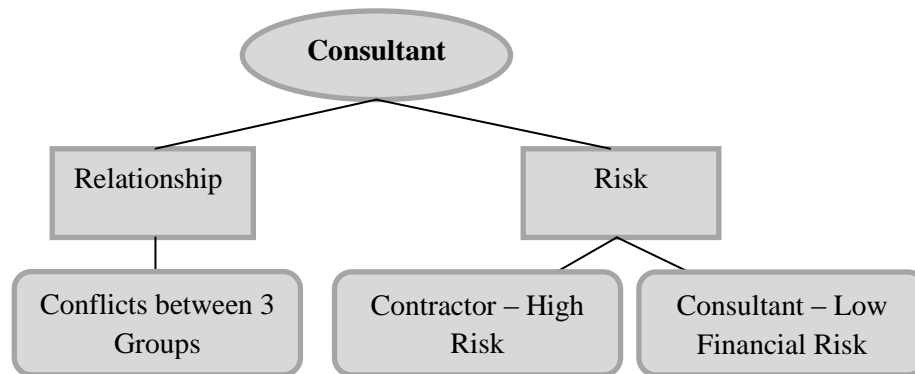 Consultant
Relationship
Risk
Conflicts between 3
Groups
Contractor – High
Risk
Consultant – Low
Financial Risk